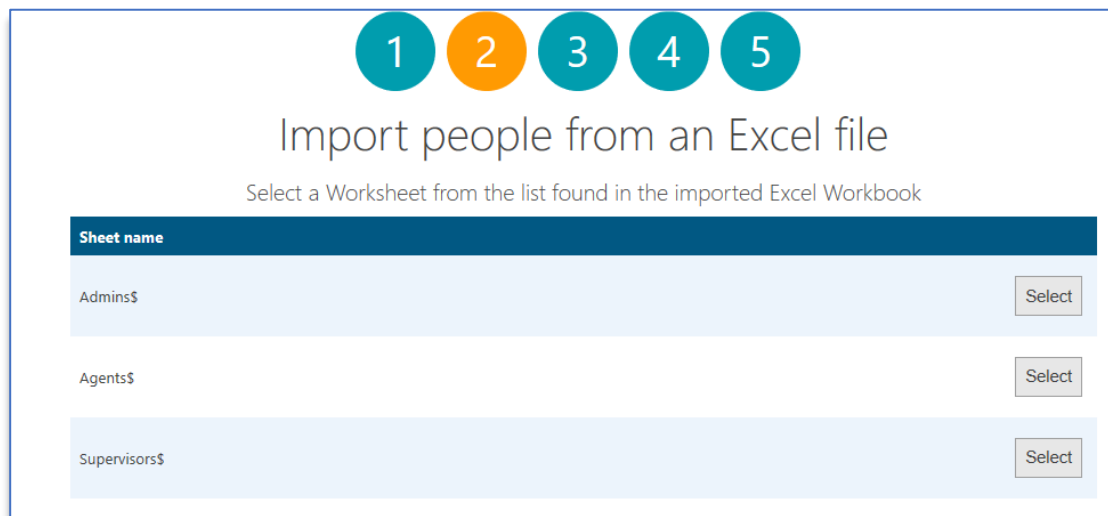 1 2 3 4 5
Import people from an Excel file
Select a Worksheet from the list found in the imported Excel Workbook
Sheet name
Admins$ Select
Agents$ Select
Supervisors$ Select